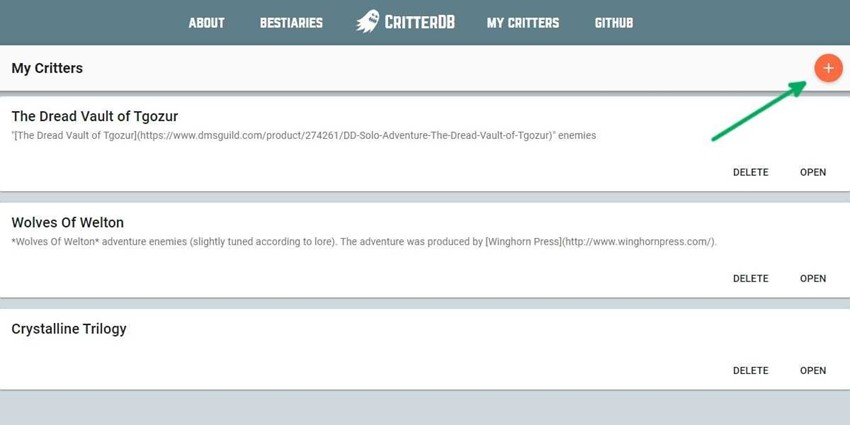 ABOUT BESTIARIES CRITTERDB MY CRITTERS GITHUB
My Critters +
The Dread Vault of Tgozur
"[The Dread Vault of Tgozur](https://www.dmsguild.com/product/274261/DD-Solo-Adventure-The-Dread-Vault-of-Tgozur)" enemies
DELETE OPEN
Wolves Of Welton
*Wolves Of Welton* adventure enemies (slightly tuned according to lore). The adventure was produced by [Winghorn Press](http://www.winghornpress.com/).
DELETE OPEN
Crystalline Trilogy
DELETE OPEN